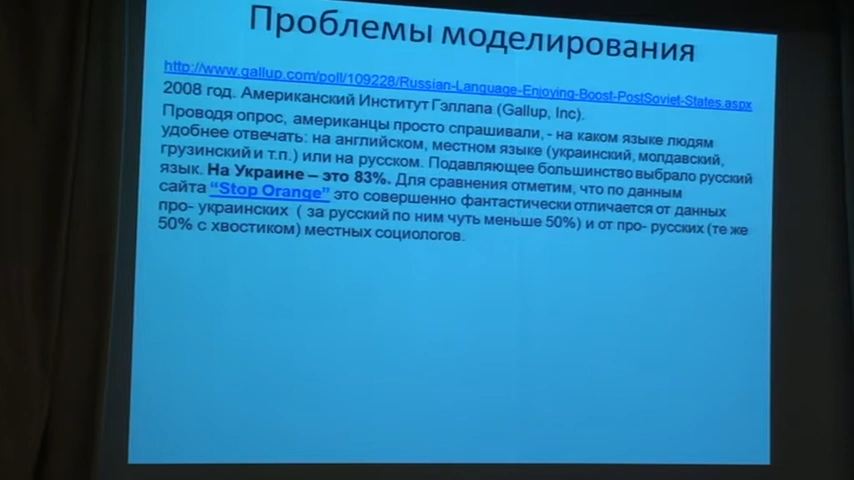 Проблемы моделирования
http://www.gallup.com/poll/109228/Russian-Language-Enjoying-Boost-PostSoviet-States.aspx
2008 год. Американский Институт Гэллапа (Gallup, Inc).
Проводя опрос, американцы просто спрашивали, - на каком языке людям
удобнее отвечать: на английском, местном языке (украинский, молдавский,
грузинский и т.п.) или на русском. Подавляющее большинство выбрало русский
язык. На Украине – это 83%. Для сравнения отметим, что по данным
сайта “Stop Orange” это совершенно фантастически отличается от данных
про- украинских ( за русский по ним чуть меньше 50%) и от про- русских (те же
50% с хвостиком) местных социологов.